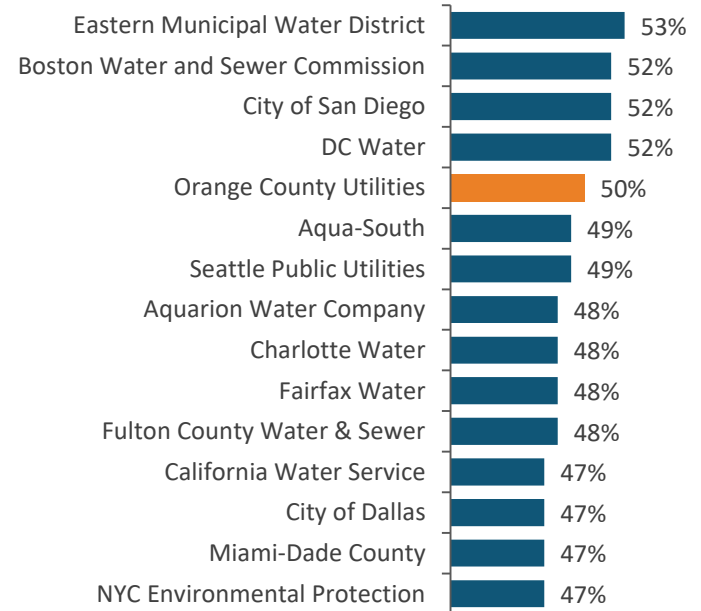 Eastern Municipal Water District 53%
Boston Water and Sewer Commission 52%
City of San Diego 52%
DC Water 52%
Orange County Utilities 50%
Aqua-South 49%
Seattle Public Utilities 49%
Aquarion Water Company 48%
Charlotte Water 48%
Fairfax Water 48%
Fulton County Water & Sewer 48%
California Water Service 47%
City of Dallas 47%
Miami-Dade County 47%
NYC Environmental Protection 47%